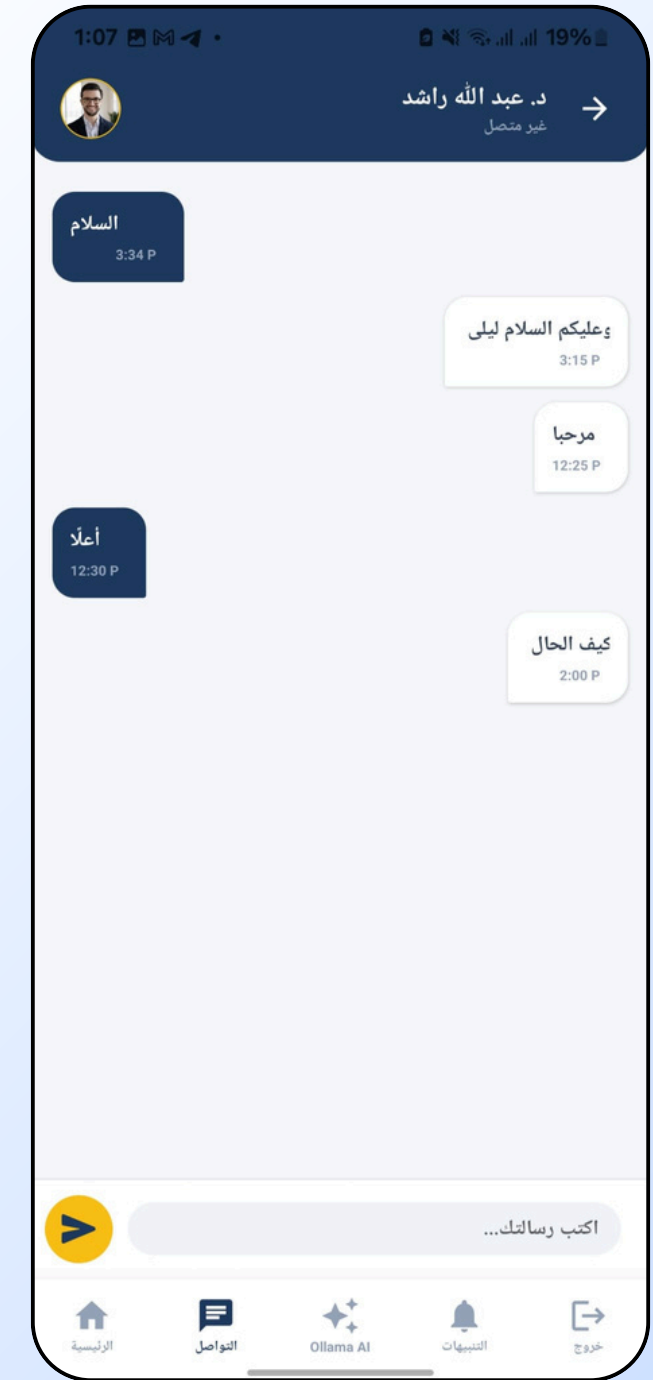 1:07
19%
د. عبد الله راشد
غير متصل
السلام
3:34 P
وعليكم السلام ليلى
3:15 P
مرحبا
12:25 P
أعلًا
12:30 P
كيف الحال
2:00 P
اكتب رسالتك...
خروج
التنبيهات
Ollama AI
التواصل
الرئيسية